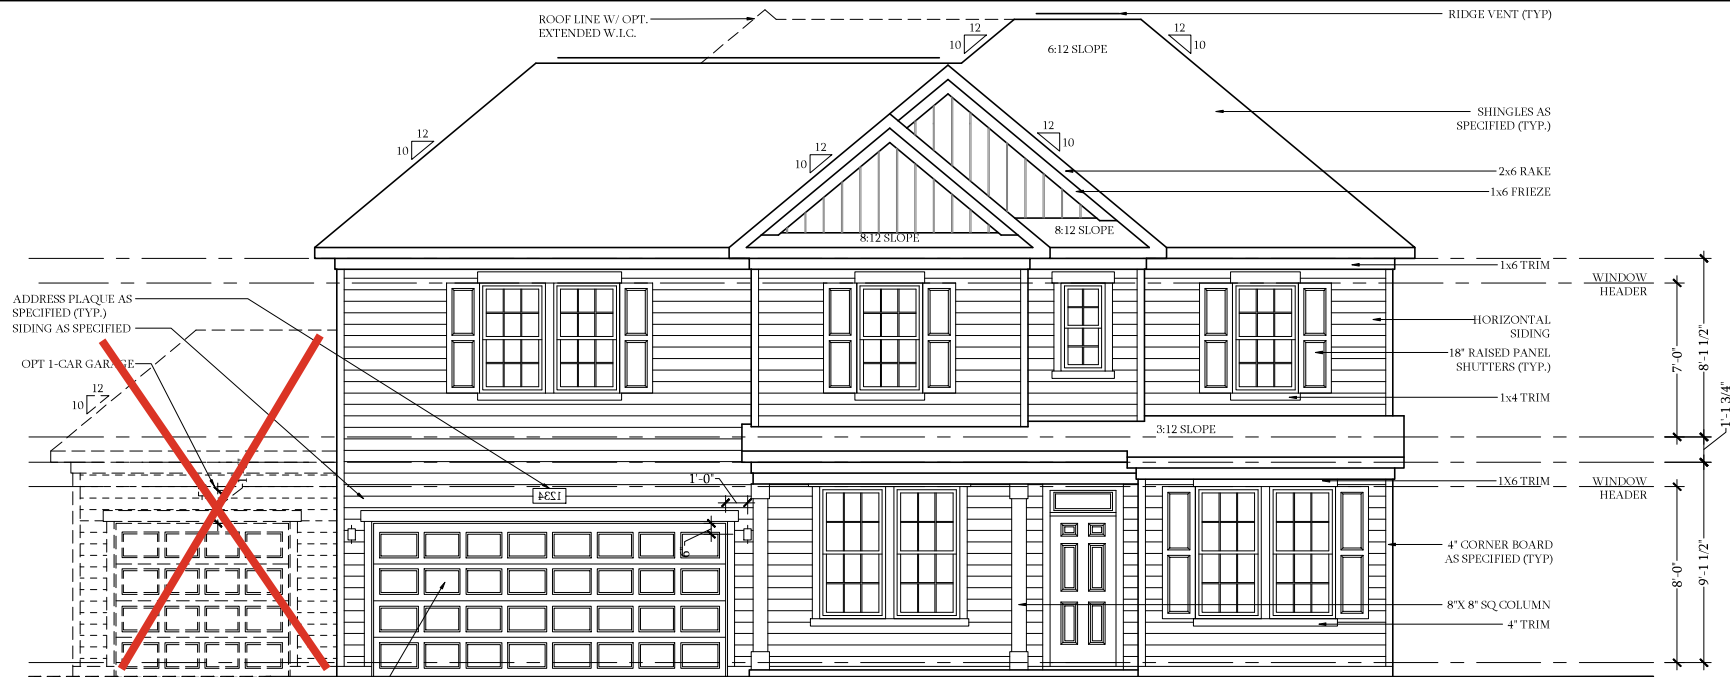 ROOF LINE W/ OPT.
EXTENDED W.I.C.
RIDGE VENT (TYP)
12
10
6:12 SLOPE
12
10
SHINGLES AS
SPECIFIED (TYP.)
12
10
12
10
12
10
2x6 RAKE
1x6 FRIEZE
8:12 SLOPE
8:12 SLOPE
1x6 TRIM
WINDOW
HEADER
ADDRESS PLAQUE AS
SPECIFIED (TYP.)
SIDING AS SPECIFIED
HORIZONTAL
SIDING
OPT 1-CAR GARAGE
18" RAISED PANEL
SHUTTERS (TYP.)
7'-0"
8'-1 1/2"
12
10
1x4 TRIM
1'-1 3/4"
3:12 SLOPE
1'-0"
1234
1X6 TRIM
WINDOW
HEADER
6"
4" CORNER BOARD
AS SPECIFIED (TYP)
8'-0"
9'-1 1/2"
8"X 8" SQ COLUMN
4" TRIM